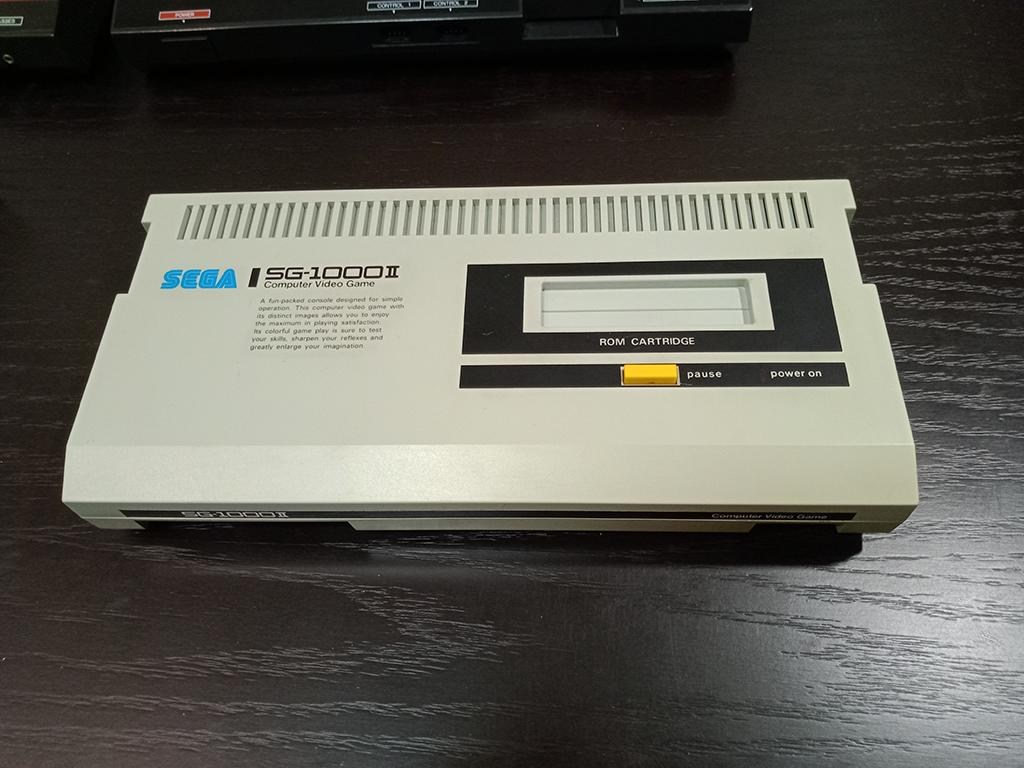 POWER
CONTROL 1 CONTROL 2
SEGA SG-1000II
Computer Video Game
A fun-packed console designed for simple
operation. This computer video game with
its distinct images allows you to enjoy
the maximum in playing satisfaction.
Its colorful game play is sure to test
your skills, sharpen your reflexes and
greatly enlarge your imagination.
ROM CARTRIDGE
pause power on
SG-1000II Computer Video Game